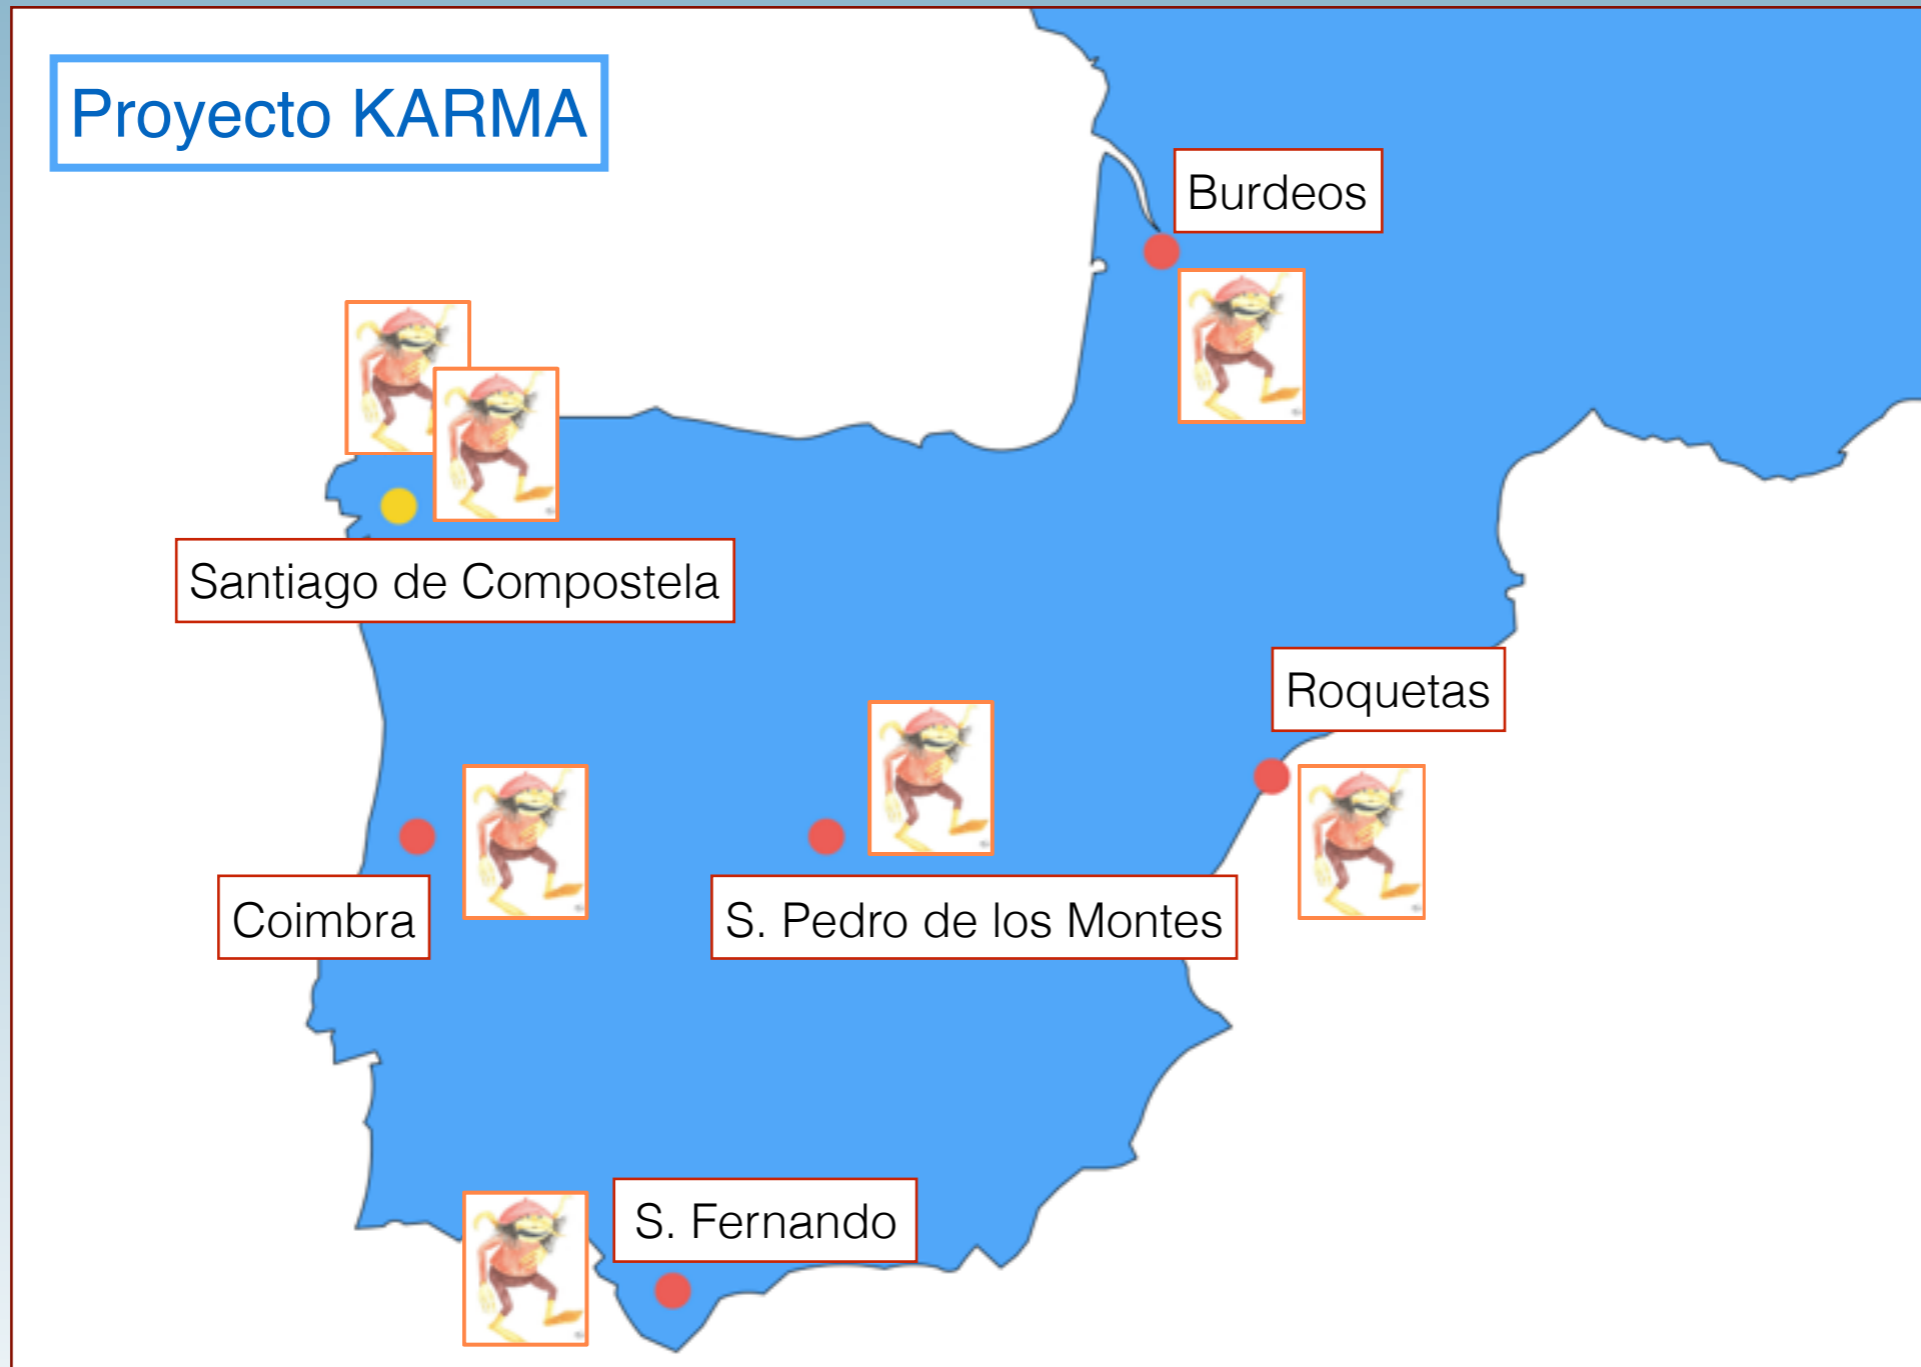 Proyecto KARMA
Burdeos
Santiago de Compostela
Roquetas
Coimbra
S. Pedro de los Montes
S. Fernando